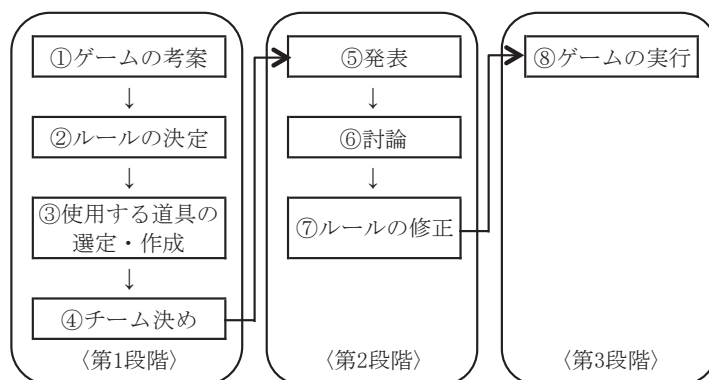 ①ゲームの考案
↓
②ルールの決定
↓
③使用する道具の
選定・作成
↓
④チーム決め
〈第1段階〉
⑤発表
↓
⑥討論
↓
⑦ルールの修正
〈第2段階〉
⑧ゲームの実行
〈第3段階〉